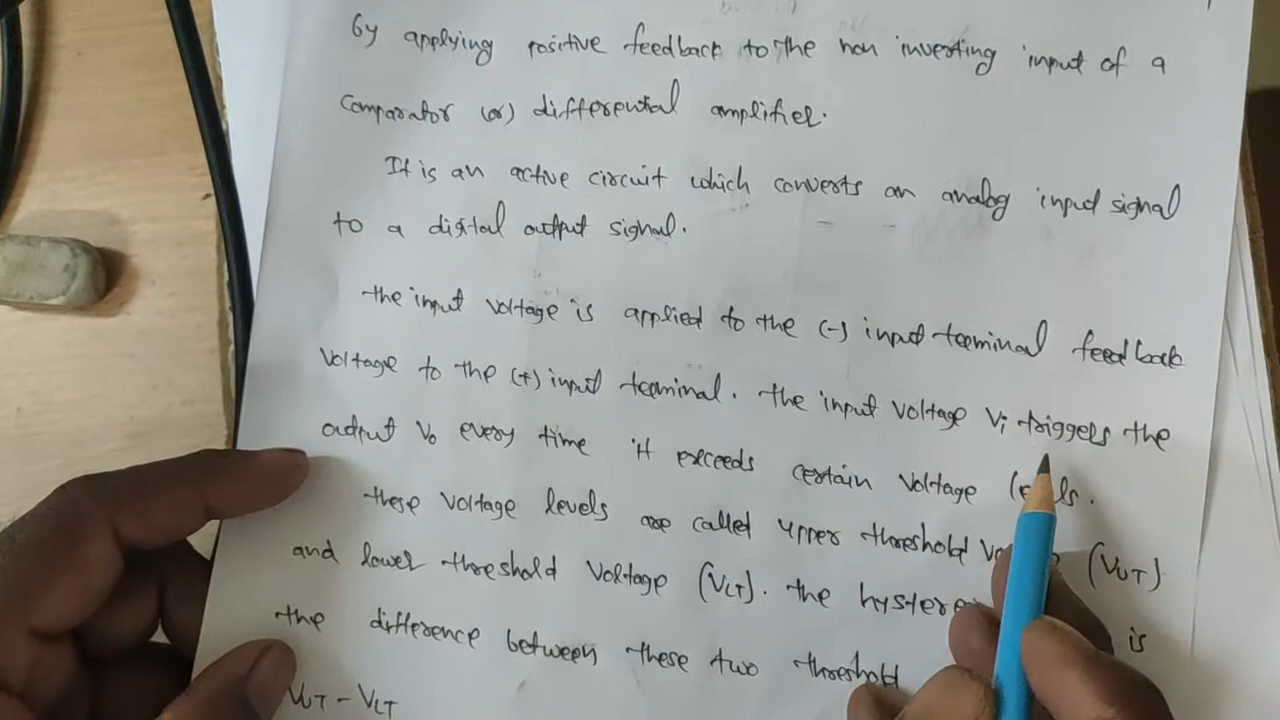 by applying positive feedback to the non inverting input of a
Comparator (or) differential amplifier.
It is an active circuit which converts an analog input signal
to a digital output signal.
the input voltage is applied to the (-) input terminal feedback
Voltage to the (+) input terminal. The input voltage Vi triggers the
output Vo every time it exceeds certain voltage
these voltage levels are called upper threshold (VUT)
and lower threshold voltage (VLT). the is
the difference between these two threshold
VUT - VLT